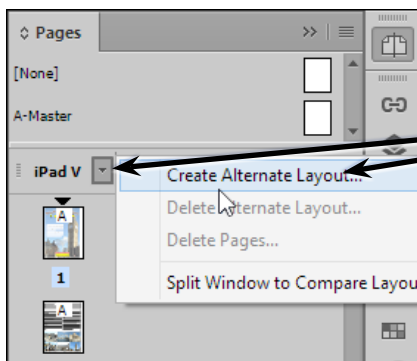 Pages
[None]
A-Master
iPad V
Create Alternate Layout...
Delete Alternate Layout...
Delete Pages...
Split Window to Compare Layou
A
1
A